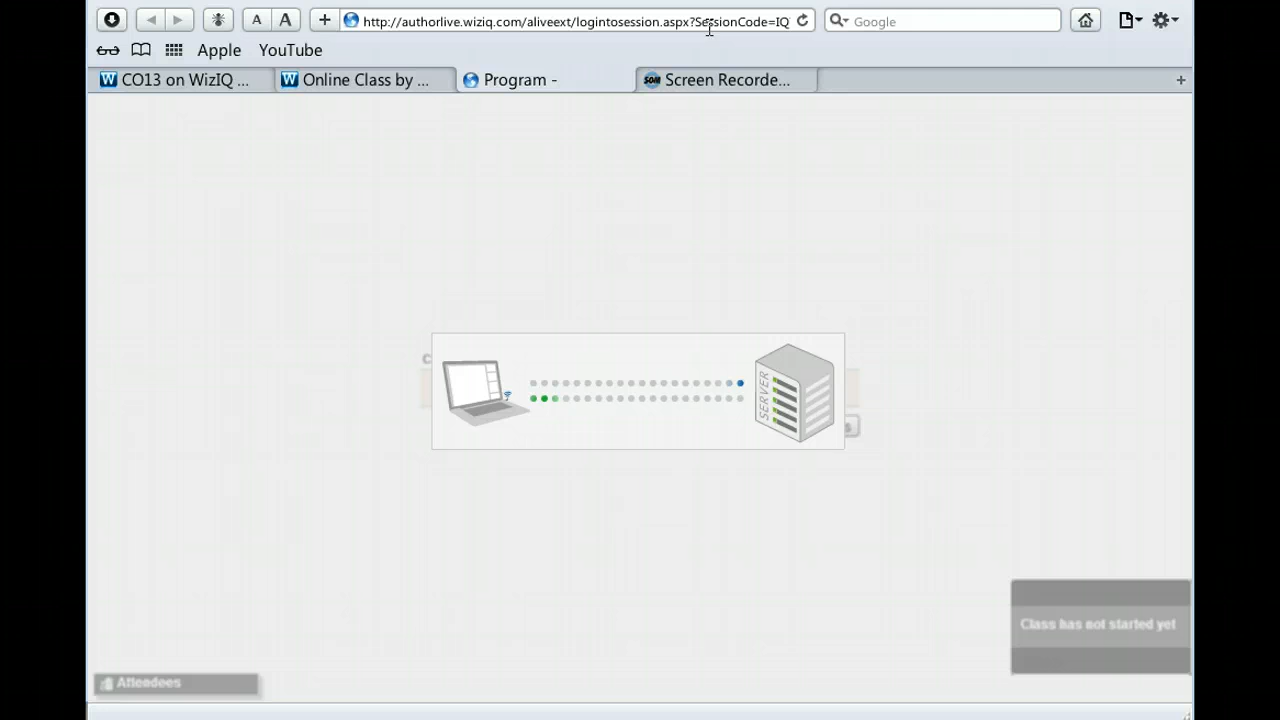 A A + http://authorlive.wiziq.com/aliveext/logintosession.aspx?SessionCode=IQ Google
Apple YouTube
CO13 on WizIQ ... Online Class by ... Program - Screen Recorde... +
SERVER
Class has not started yet
Attendees